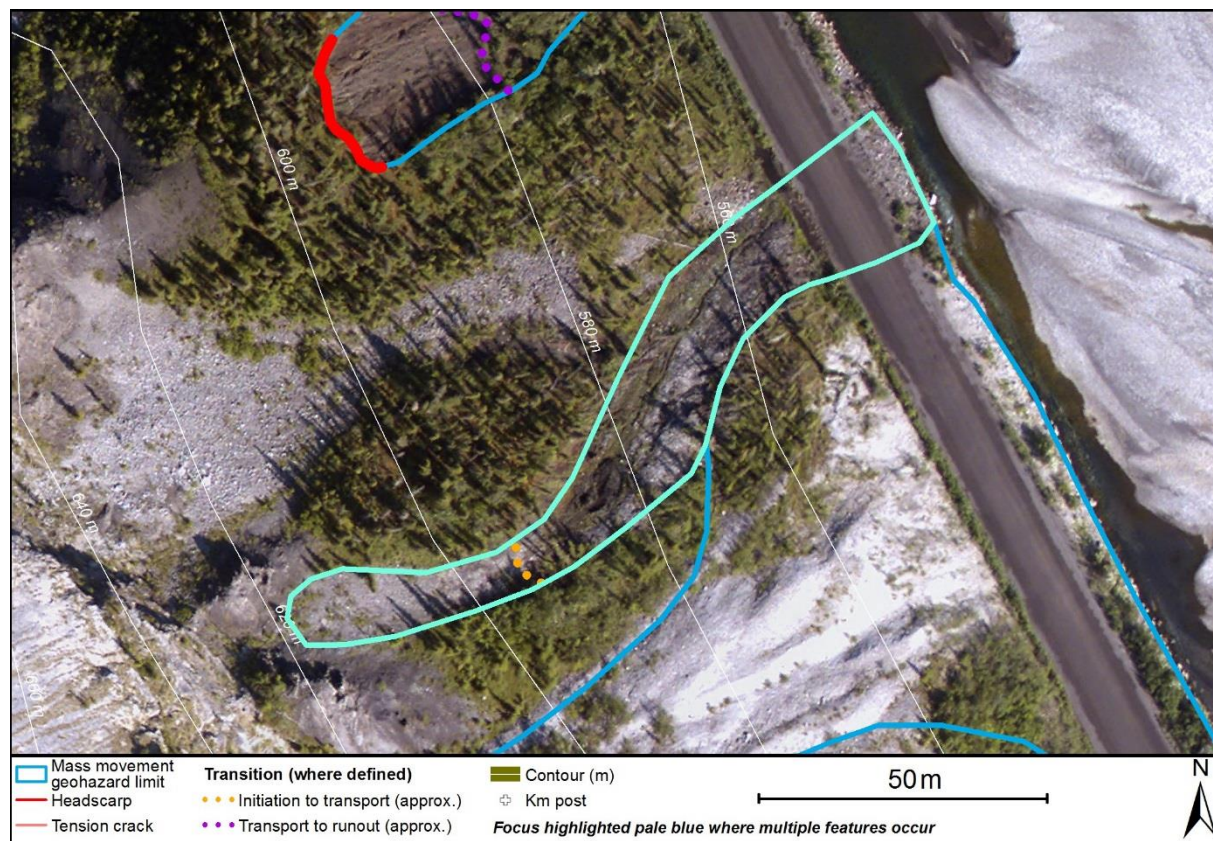 600 m
560 m
580 m
640 m
620 m
660 m
Mass movement
geohazard limit
Headscarp
Tension crack
Transition (where defined)
Initiation to transport (approx.)
Transport to runout (approx.)
Contour (m)
Km post
Focus highlighted pale blue where multiple features occur
50 m
N